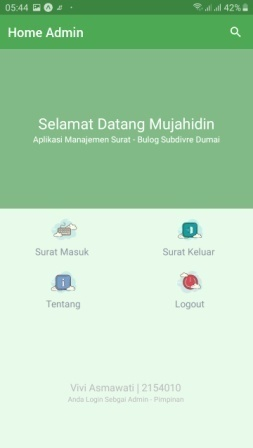 05:44
42%
Home Admin
Selamat Datang Mujahidin
Aplikasi Manajemen Surat - Bulog Subdivre Dumai
Surat Masuk
Surat Keluar
Tentang
Logout
Vivi Asmawati | 2154010
Anda Login Sebgai Admin - Pimpinan